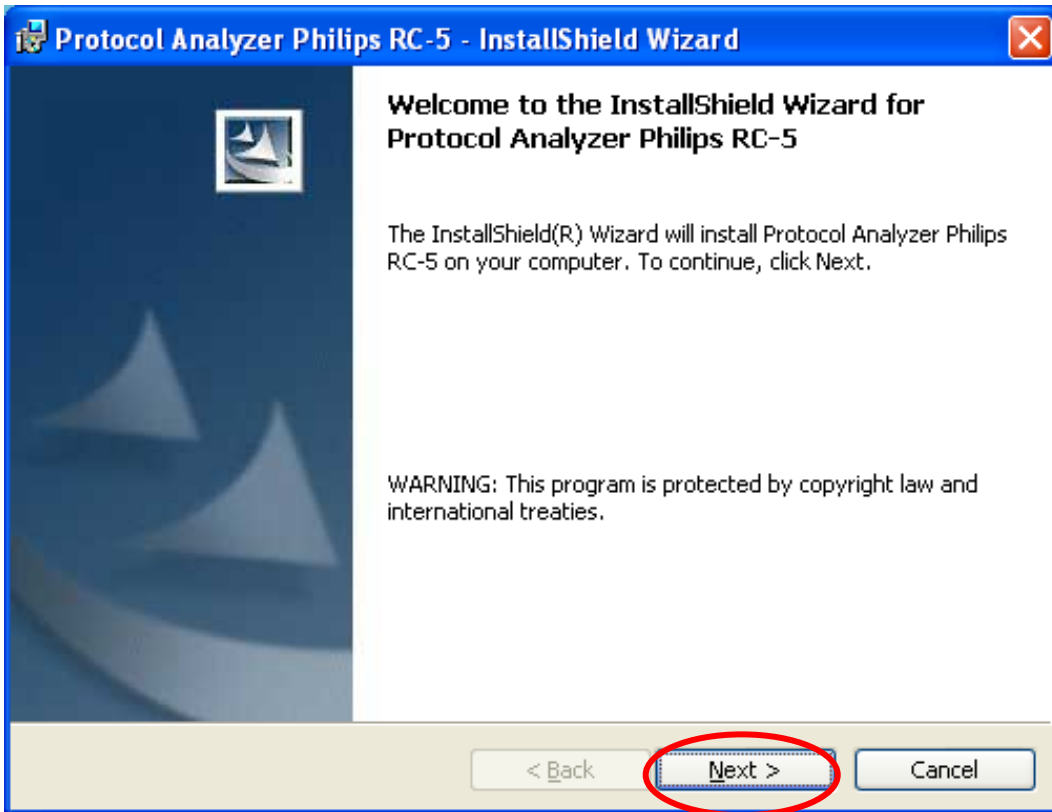 Protocol Analyzer Philips RC-5 - InstallShield Wizard
Welcome to the InstallShield Wizard for
Protocol Analyzer Philips RC-5
The InstallShield(R) Wizard will install Protocol Analyzer Philips
RC-5 on your computer. To continue, click Next.
WARNING: This program is protected by copyright law and
international treaties.
< Back Next > Cancel